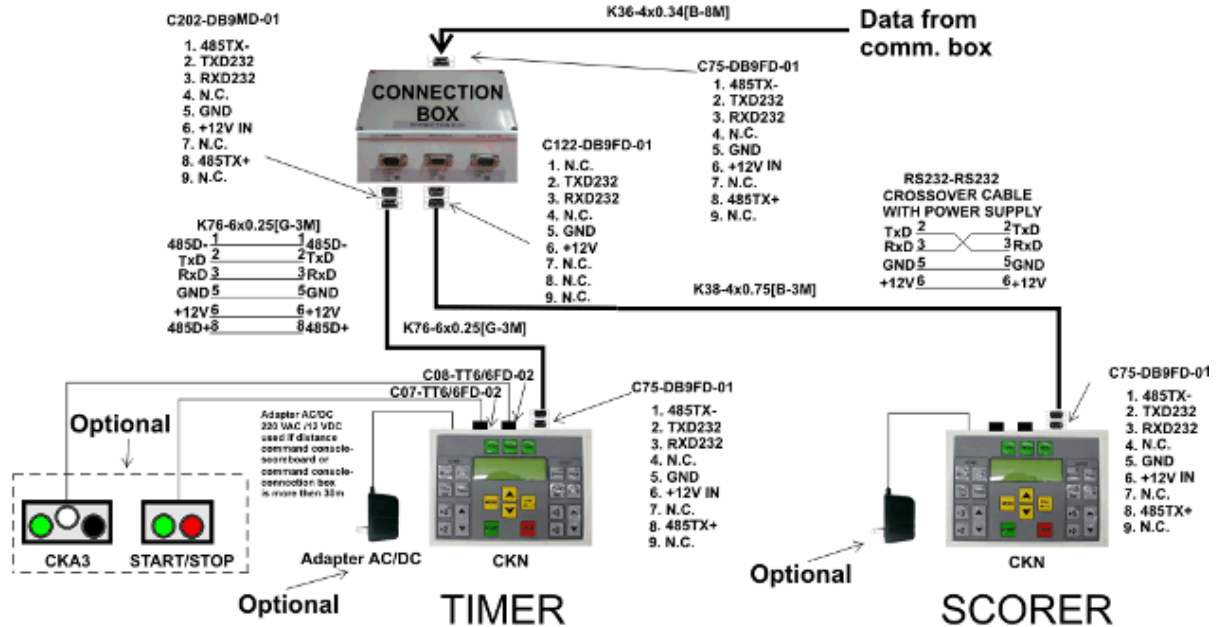 K36-4x0.34[B-8M]
Data from
comm. box
C202-DB9MD-01
1. 485TX-
2. TXD232
3. RXD232
4. N.C.
5. GND
6. +12V IN
7. N.C.
8. 485TX+
9. N.C.
CONNECTION
BOX
C75-DB9FD-01
1. 485TX-
2. TXD232
3. RXD232
4. N.C.
5. GND
6. +12V IN
7. N.C.
8. 485TX+
9. N.C.
C122-DB9FD-01
1. N.C.
2. TXD232
3. RXD232
4. N.C.
5. GND
6. +12V
7. N.C.
8. N.C.
9. N.C.
RS232-RS232
CROSSOVER CABLE
WITH POWER SUPPLY
TxD 2 2 TxD
RxD 3 3 RxD
GND 5 5 GND
+12V 6 6 +12V
K76-6x0.25[G-3M]
485D- 1 1 485D-
TxD 2 2 TxD
RxD 3 3 RxD
GND 5 5 GND
+12V 6 6 +12V
485D+ 8 8 485D+
K38-4x0.75[B-3M]
K76-6x0.25[G-3M]
C08-TT6/6FD-02
C07-TT6/6FD-02
Optional
CKA3
START/STOP
Adapter AC/DC
220 VAC /12 VDC
used if distance
command console-
scoreboard or
command console-
connection box
is more then 30m
Adapter AC/DC
Optional
CKN
TIMER
C75-DB9FD-01
1. 485TX-
2. TXD232
3. RXD232
4. N.C.
5. GND
6. +12V IN
7. N.C.
8. 485TX+
9. N.C.
Optional
CKN
SCORER
C75-DB9FD-01
1. 485TX-
2. TXD232
3. RXD232
4. N.C.
5. GND
6. +12V IN
7. N.C.
8. 485TX+
9. N.C.